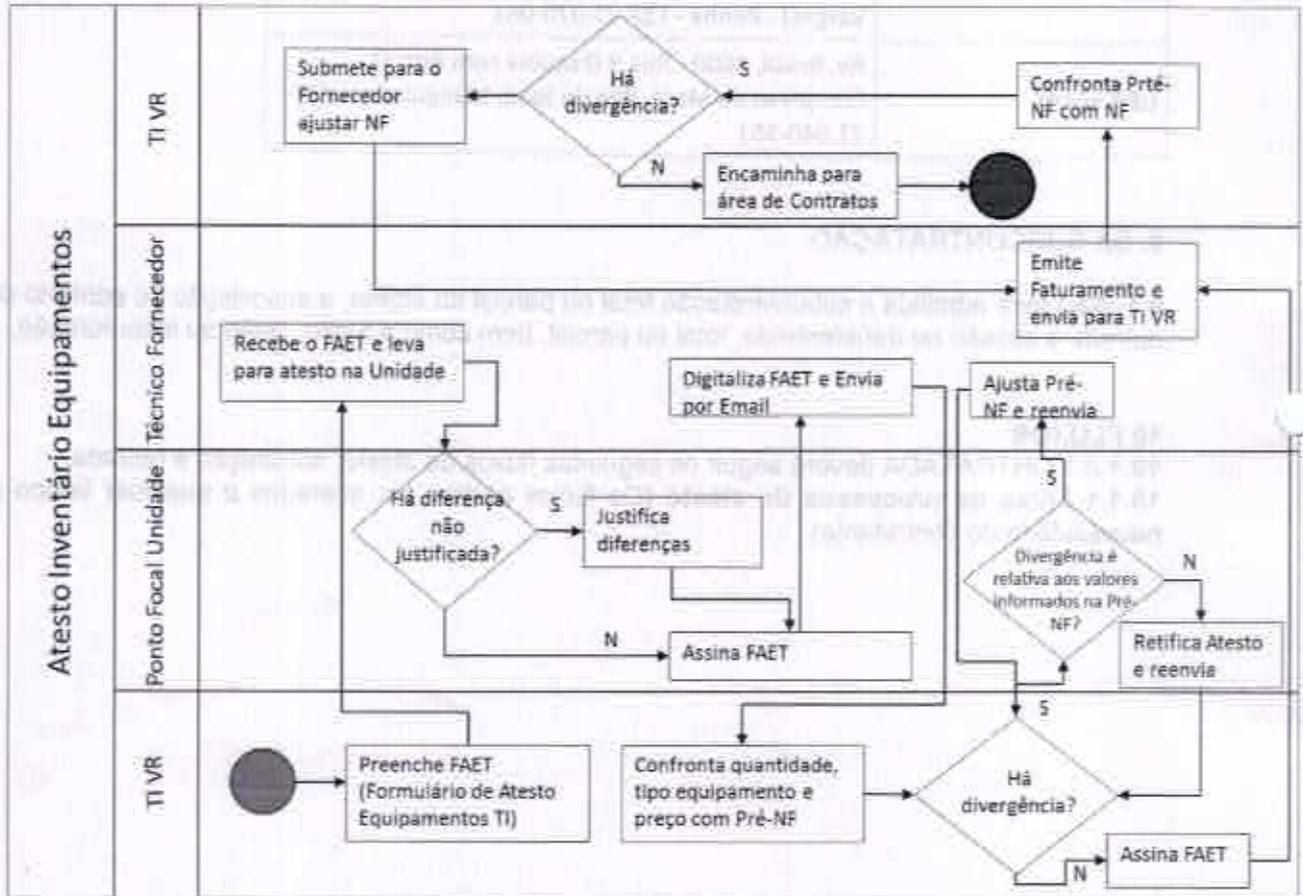 Atesto Inventário Equipamentos
TI VR
Submete para o
Fornecedor
ajustar NF
Há
divergência?
S
N
Confronta Prté-
NF com NF
Encaminha para
área de Contratos
Técnico Fornecedor
Emite
Faturamento e
envia para TI VR
Recebe o FAET e leva
para atesto na Unidade
Digitaliza FAET e Envia
por Email
Ajusta Pré-
NF e reenvia
Ponto Focal Unidade
Há diferença
não
justificada?
S
N
Justifica
diferenças
Assina FAET
S
Divergência é
relativa aos valores
informados na Pré-
NF?
N
Retifica Atesto
e reenvia
TI VR
Preenche FAET
(Formulário de Atesto
Equipamentos TI)
Confronta quantidade,
tipo equipamento e
preço com Pré-NF
S
Há
divergência?
N
Assina FAET